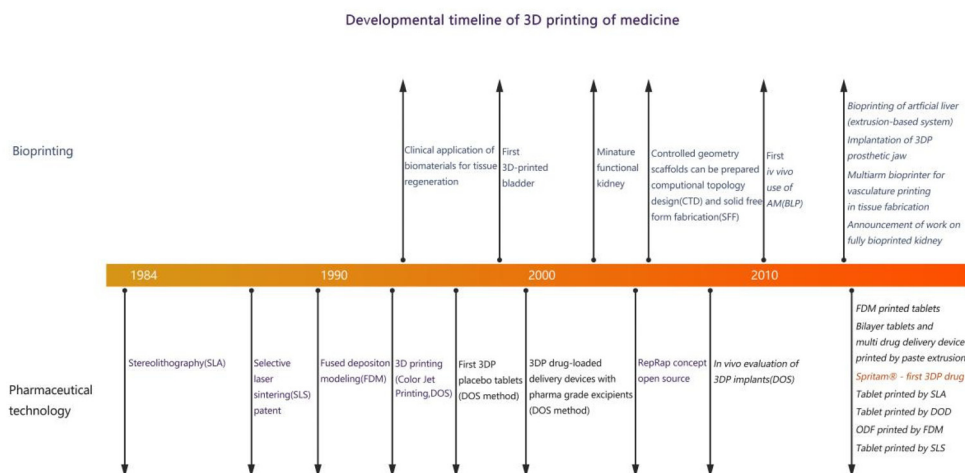 Developmental timeline of 3D printing of medicine
Bioprinting
Clinical application of
biomaterials for tissue
regeneration
First
3D-printed
bladder
Minature
functional
kidney
Controlled geometry
scaffolds can be prepared
computional topology
design(CTD) and solid free
form fabrication(SFF)
First
iv vivo
use of
AM(BLP)
Bioprinting of artficial liver
(extrusion-based system)
Implantation of 3DP
prosthetic jaw
Multiarm bioprinter for
vasculature printing
in tissue fabrication
Announcement of work on
fully bioprinted kidney
1984
1990
2000
2010
Pharmaceutical
technology
Stereolithography(SLA)
Selective
laser
sintering(SLS)
patent
Fused depositon
modeling(FDM)
3D printing
(Color Jet
Printing,DOS)
First 3DP
placebo tablets
(DOS method)
3DP drug-loaded
delivery devices with
pharma grade excipients
(DOS method)
RepRap concept
open source
In vivo evaluation of
3DP implants(DOS)
FDM printed tablets
Bilayer tablets and
multi drug delivery device
printed by paste extrusion
Spritam® - first 3DP drug
Tablet printed by SLA
Tablet printed by DOD
ODF printed by FDM
Tablet printed by SLS